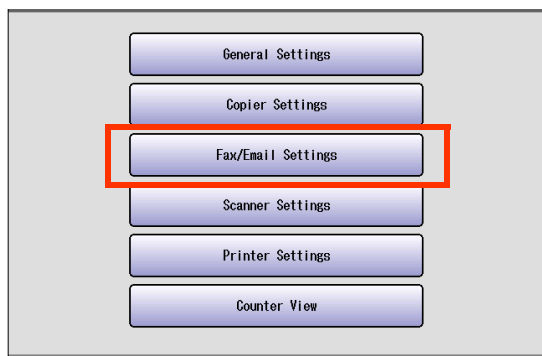 General Settings
Copier Settings
Fax/Email Settings
Scanner Settings
Printer Settings
Counter View